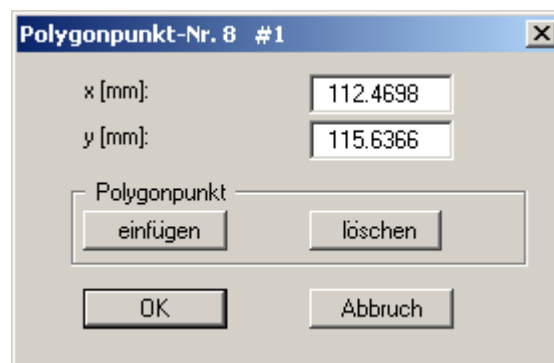 Polygonpunkt-Nr. 8 #1
x [mm]: 112.4698
y [mm]: 115.6366
Polygonpunkt
einfügen löschen
OK Abbruch